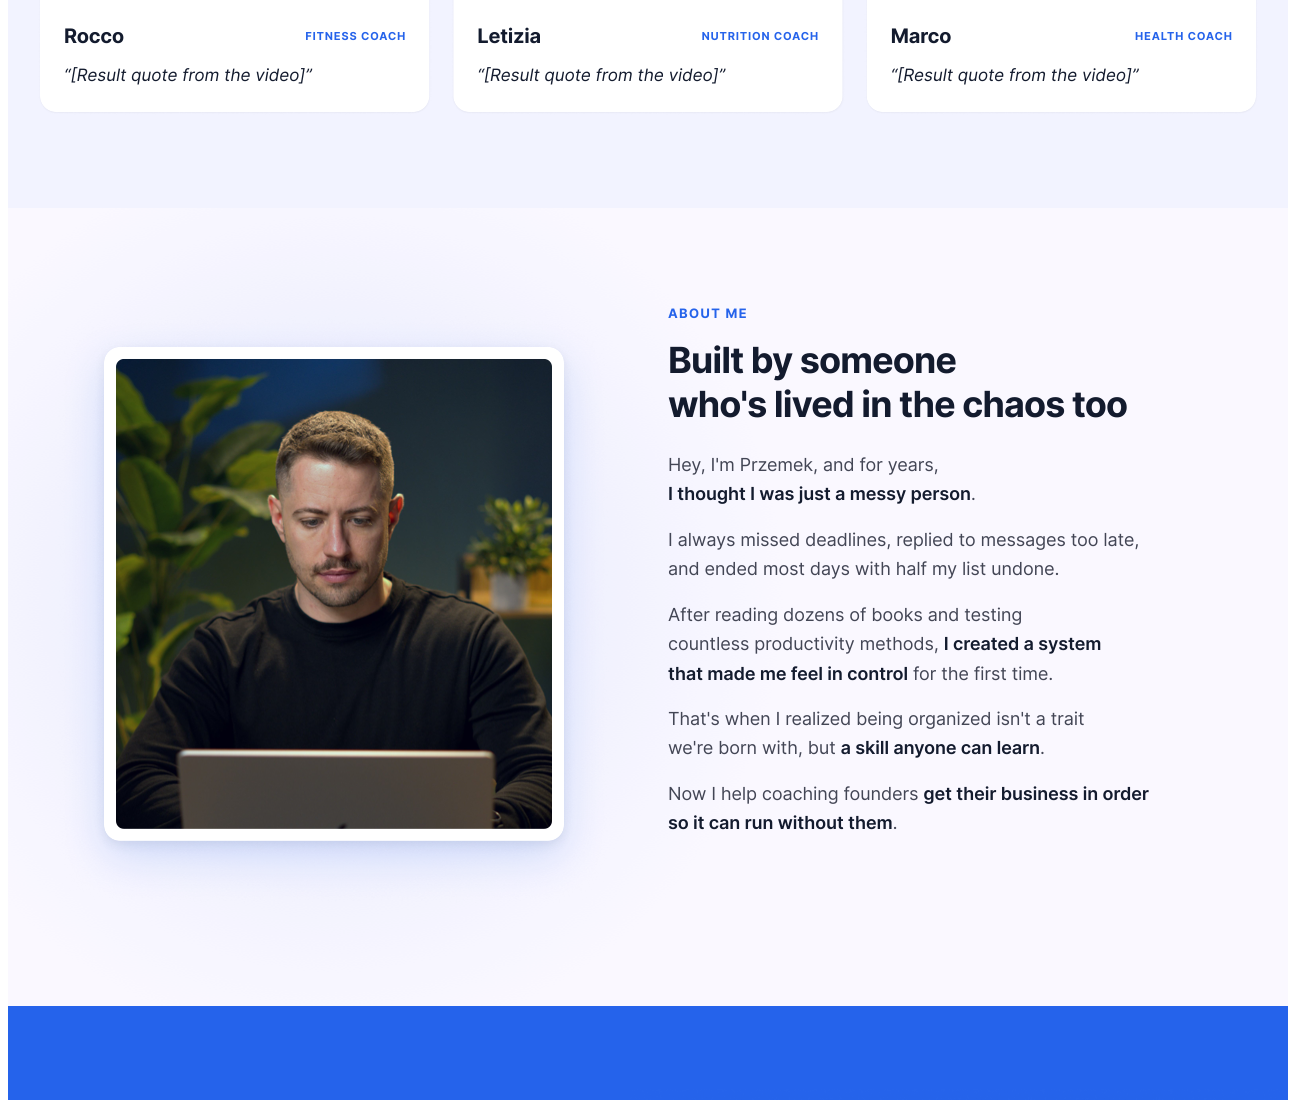 Rocco
FITNESS COACH
“[Result quote from the video]”
Letizia
NUTRITION COACH
“[Result quote from the video]”
Marco
HEALTH COACH
“[Result quote from the video]”
ABOUT ME
Built by someone
who's lived in the chaos too
Hey, I'm Przemek, and for years,
I thought I was just a messy person.
I always missed deadlines, replied to messages too late,
and ended most days with half my list undone.
After reading dozens of books and testing
countless productivity methods, I created a system
that made me feel in control for the first time.
That's when I realized being organized isn't a trait
we're born with, but a skill anyone can learn.
Now I help coaching founders get their business in order
so it can run without them.